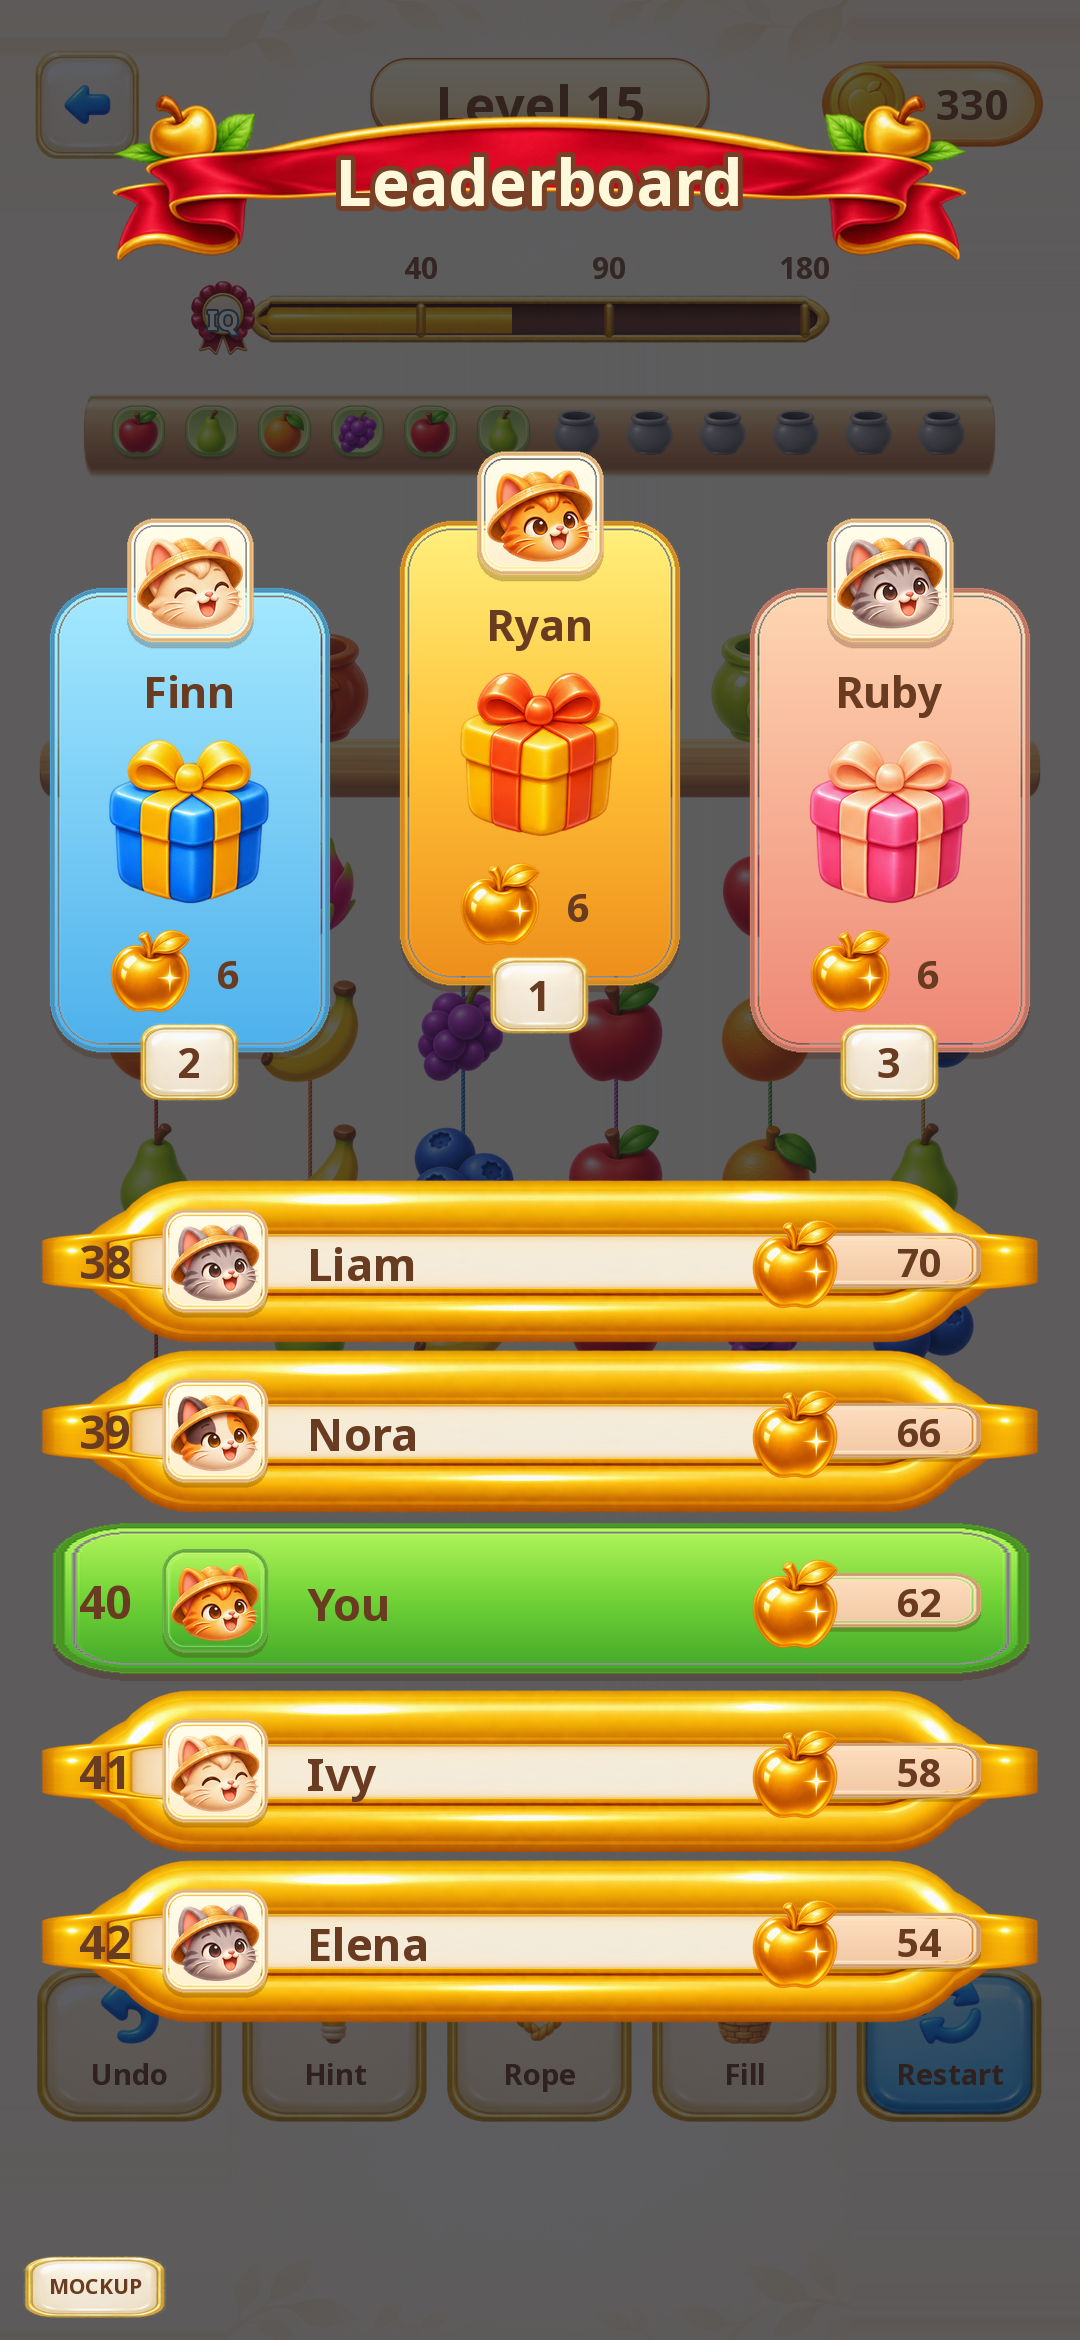 Level 15
330
Leaderboard
40 90 180
IQ
Ryan
Finn
Ruby
6
6
6
1
2
3
38 Liam 70
39 Nora 66
40 You 62
41 Ivy 58
42 Elena 54
Undo Hint Rope Fill Restart
MOCKUP